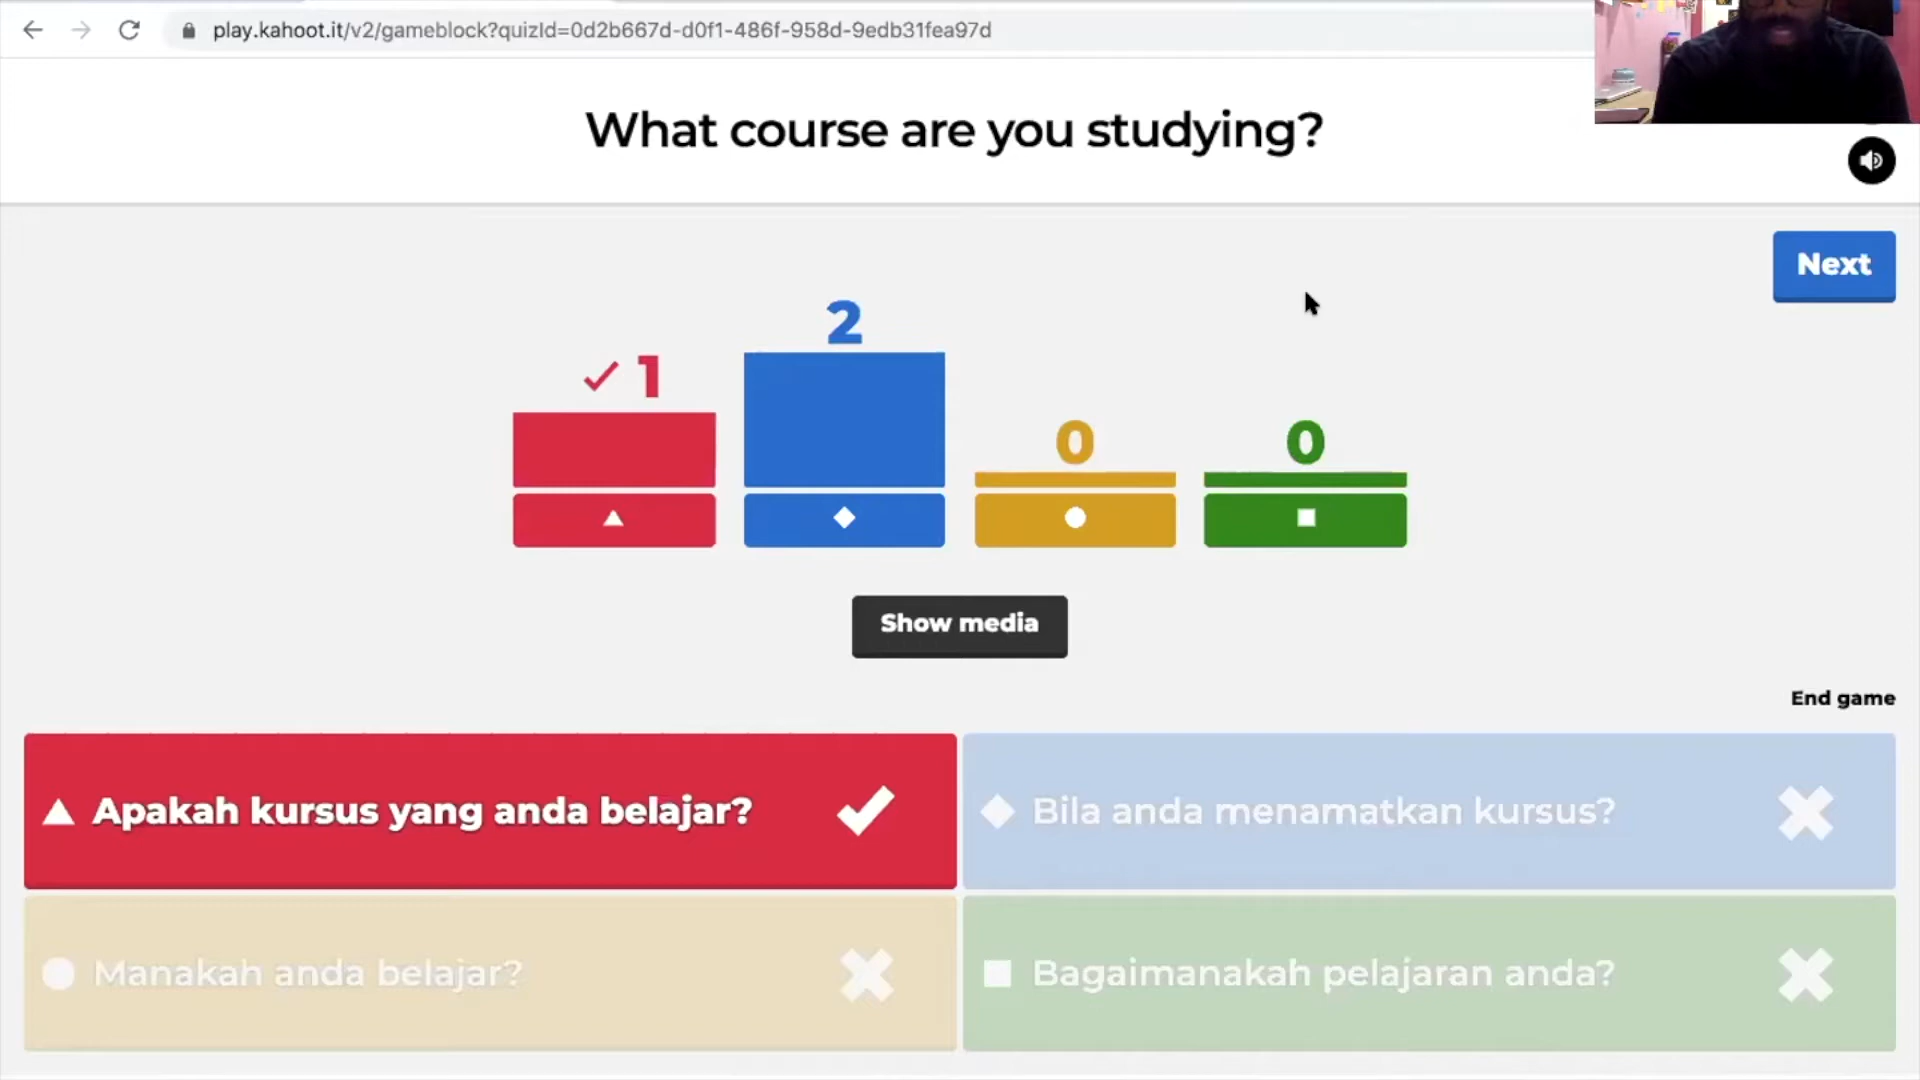 play.kahoot.it/v2/gameblock?quizId=0d2b667d-d0f1-486f-958d-9edb31fea97d
What course are you studying?
Next
1
2
0
0
Show media
End game
Apakah kursus yang anda belajar?
Bila anda menamatkan kursus?
Manakah anda belajar?
Bagaimanakah pelajaran anda?